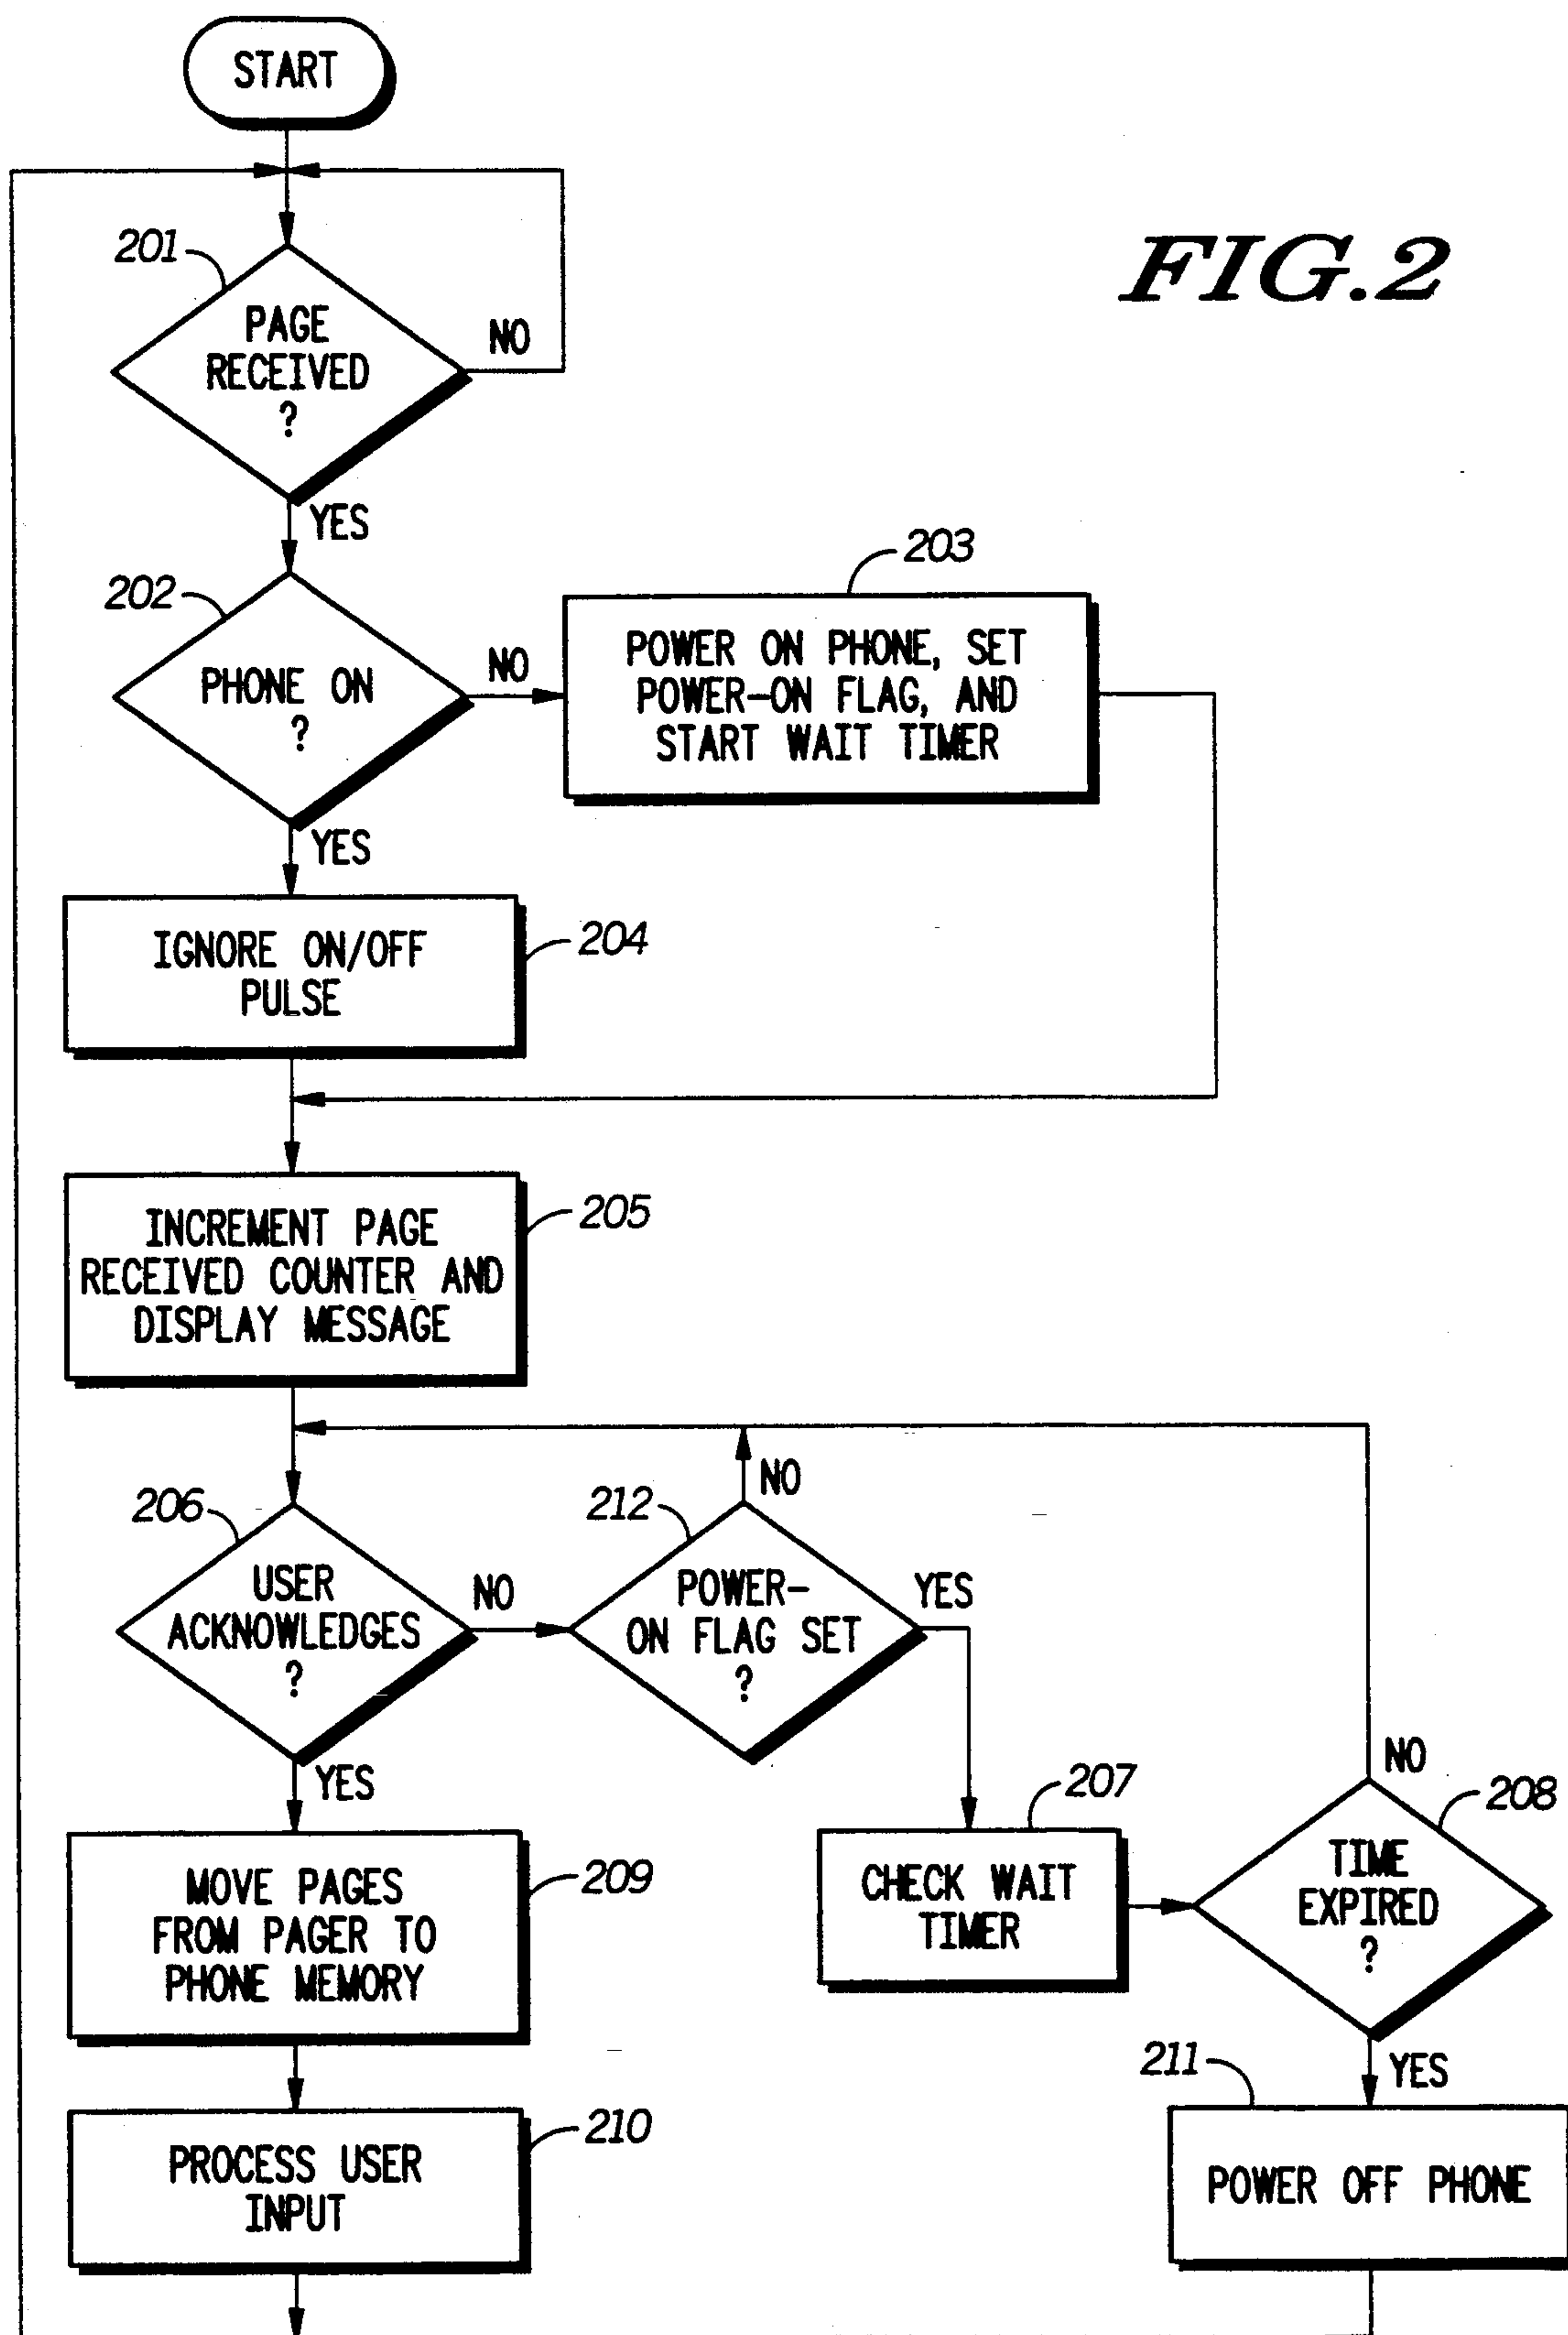 START
FIG.2
201
PAGE
RECEIVED
?
NO
YES
202
PHONE ON
?
NO
203
POWER ON PHONE, SET
POWER-ON FLAG, AND
START WAIT TIMER
YES
IGNORE ON/OFF
PULSE
204
INCREMENT PAGE
RECEIVED COUNTER AND
DISPLAY MESSAGE
205
206
USER
ACKNOWLEDGES
?
NO
212
NO
POWER-
ON FLAG SET
?
YES
YES
207
CHECK WAIT
TIMER
NO
208
TIME
EXPIRED
?
MOVE PAGES
FROM PAGER TO
PHONE MEMORY
209
YES
211
POWER OFF PHONE
PROCESS USER
INPUT
210